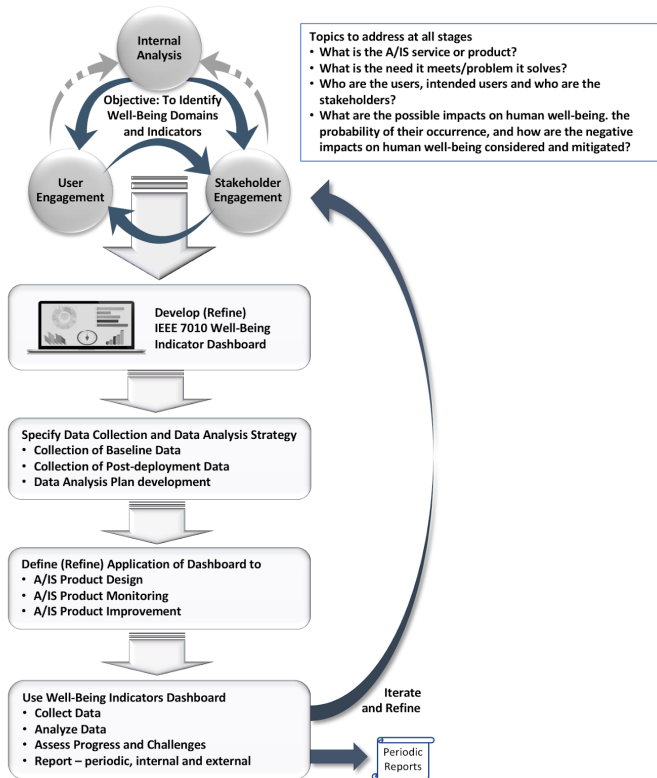 Internal
Analysis
Objective: To Identify
Well-Being Domains
and Indicators
User
Engagement
Stakeholder
Engagement
Topics to address at all stages
• What is the A/IS service or product?
• What is the need it meets/problem it solves?
• Who are the users, intended users and who are the
stakeholders?
• What are the possible impacts on human well-being. the
probability of their occurrence, and how are the negative
impacts on human well-being considered and mitigated?
Develop (Refine)
IEEE 7010 Well-Being
Indicator Dashboard
Specify Data Collection and Data Analysis Strategy
• Collection of Baseline Data
• Collection of Post-deployment Data
• Data Analysis Plan development
Define (Refine) Application of Dashboard to
• A/IS Product Design
• A/IS Product Monitoring
• A/IS Product Improvement
Use Well-Being Indicators Dashboard
• Collect Data
• Analyze Data
• Assess Progress and Challenges
• Report – periodic, internal and external
Iterate
and Refine
Periodic
Reports